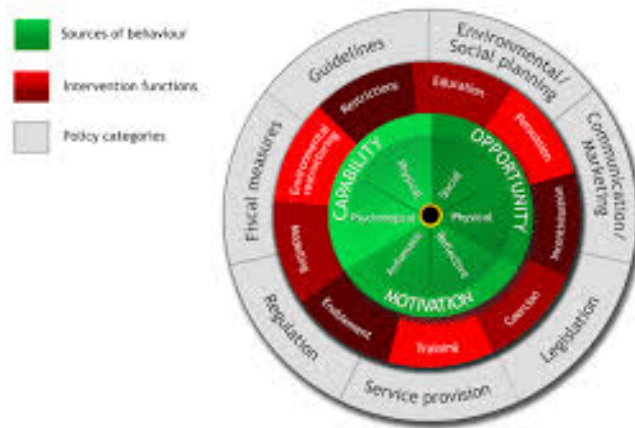 Sources of behaviour
Intervention functions
Policy categories
Environmental/
Social planning
Communication/
Marketing
Legislation
Service provision
Regulation
Fiscal measures
Guidelines
Education
Persuasion
Incentivisation
Coercion
Training
Enablement
Modelling
Environmental
restructuring
Restrictions
CAPABILITY
OPPORTUNITY
MOTIVATION
Physical
Social
Psychological
Physical
Automatic
Reflective